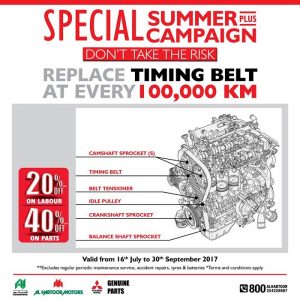 SPECIAL SUMMER PLUS
CAMPAIGN
DON'T TAKE THE RISK
REPLACE TIMING BELT
AT EVERY 100,000 KM
CAMSHAFT SPROCKET (S)
TIMING BELT
BELT TENSIONER
IDLE PULLEY
CRANKSHAFT SPROCKET
BALANCE SHAFT SPROCKET
20% OFF
ON LABOUR
40% OFF
ON PARTS
Valid from 16th July to 30th September 2017
**Excludes regular periodic maintenance service, accident repairs, tyres & batteries *Terms and conditions apply
AL HABTOOR MOTORS
GENUINE
PARTS
800 ALHABTOOR
254228667